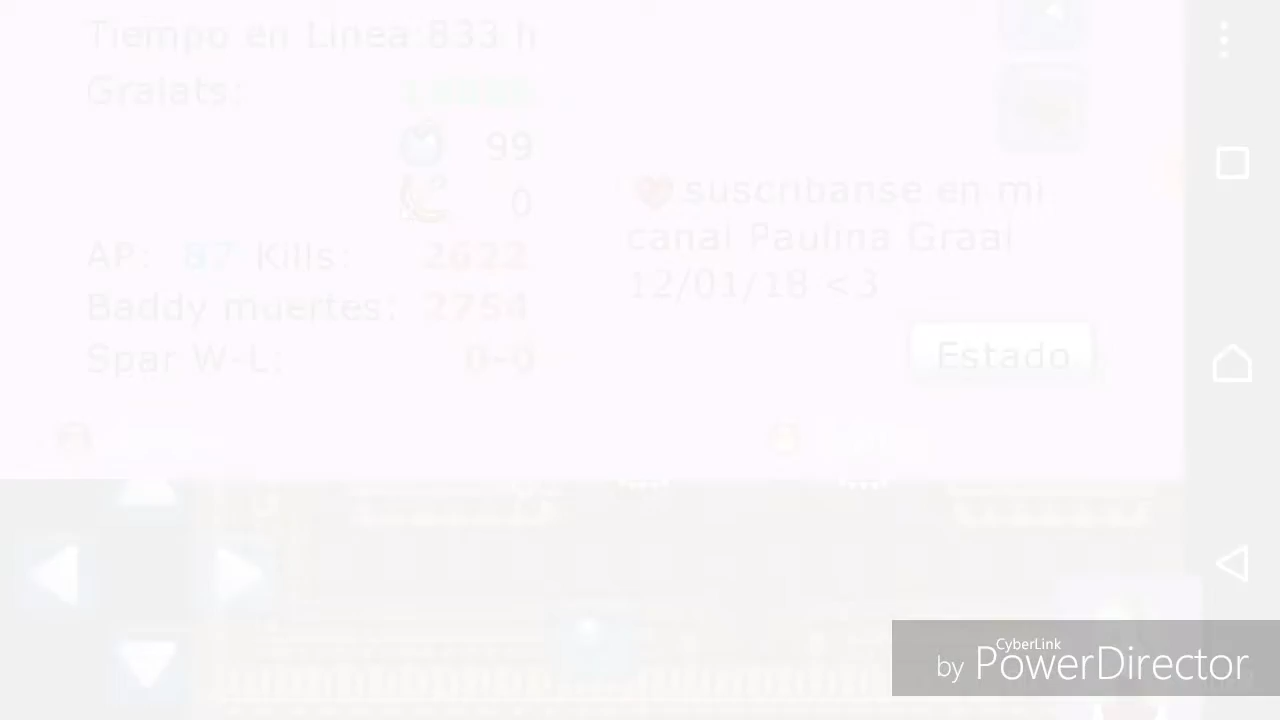 Tiempo en Linea 833 h
Gralats:
99
0
AP: 87 Kills: 2622
Baddy muertes: 2754
Spar W-L: 0-0
suscribanse en mi
canal Paulina Graal
12/01/18 <3
Estado
CyberLink
by PowerDirector